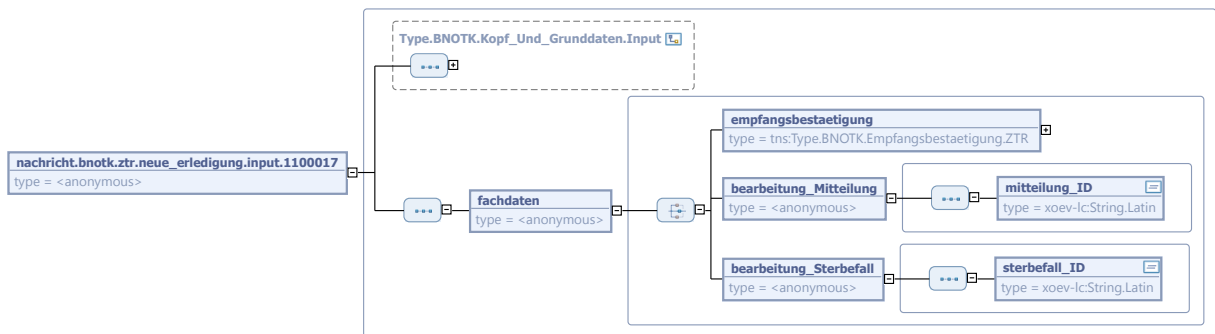 Type.BNOTK.Kopf_Und_Grunddaten.Input
nachricht.bnotk.ztr.neue_erledigung.input.1100017
type = <anonymous>
fachdaten
type = <anonymous>
empfangsbestaetigung
type = tns:Type.BNOTK.Empfangsbestaetigung.ZTR
bearbeitung_Mitteilung
type = <anonymous>
mitteilung_ID
type = xoev-lc:String.Latin
bearbeitung_Sterbefall
type = <anonymous>
sterbefall_ID
type = xoev-lc:String.Latin